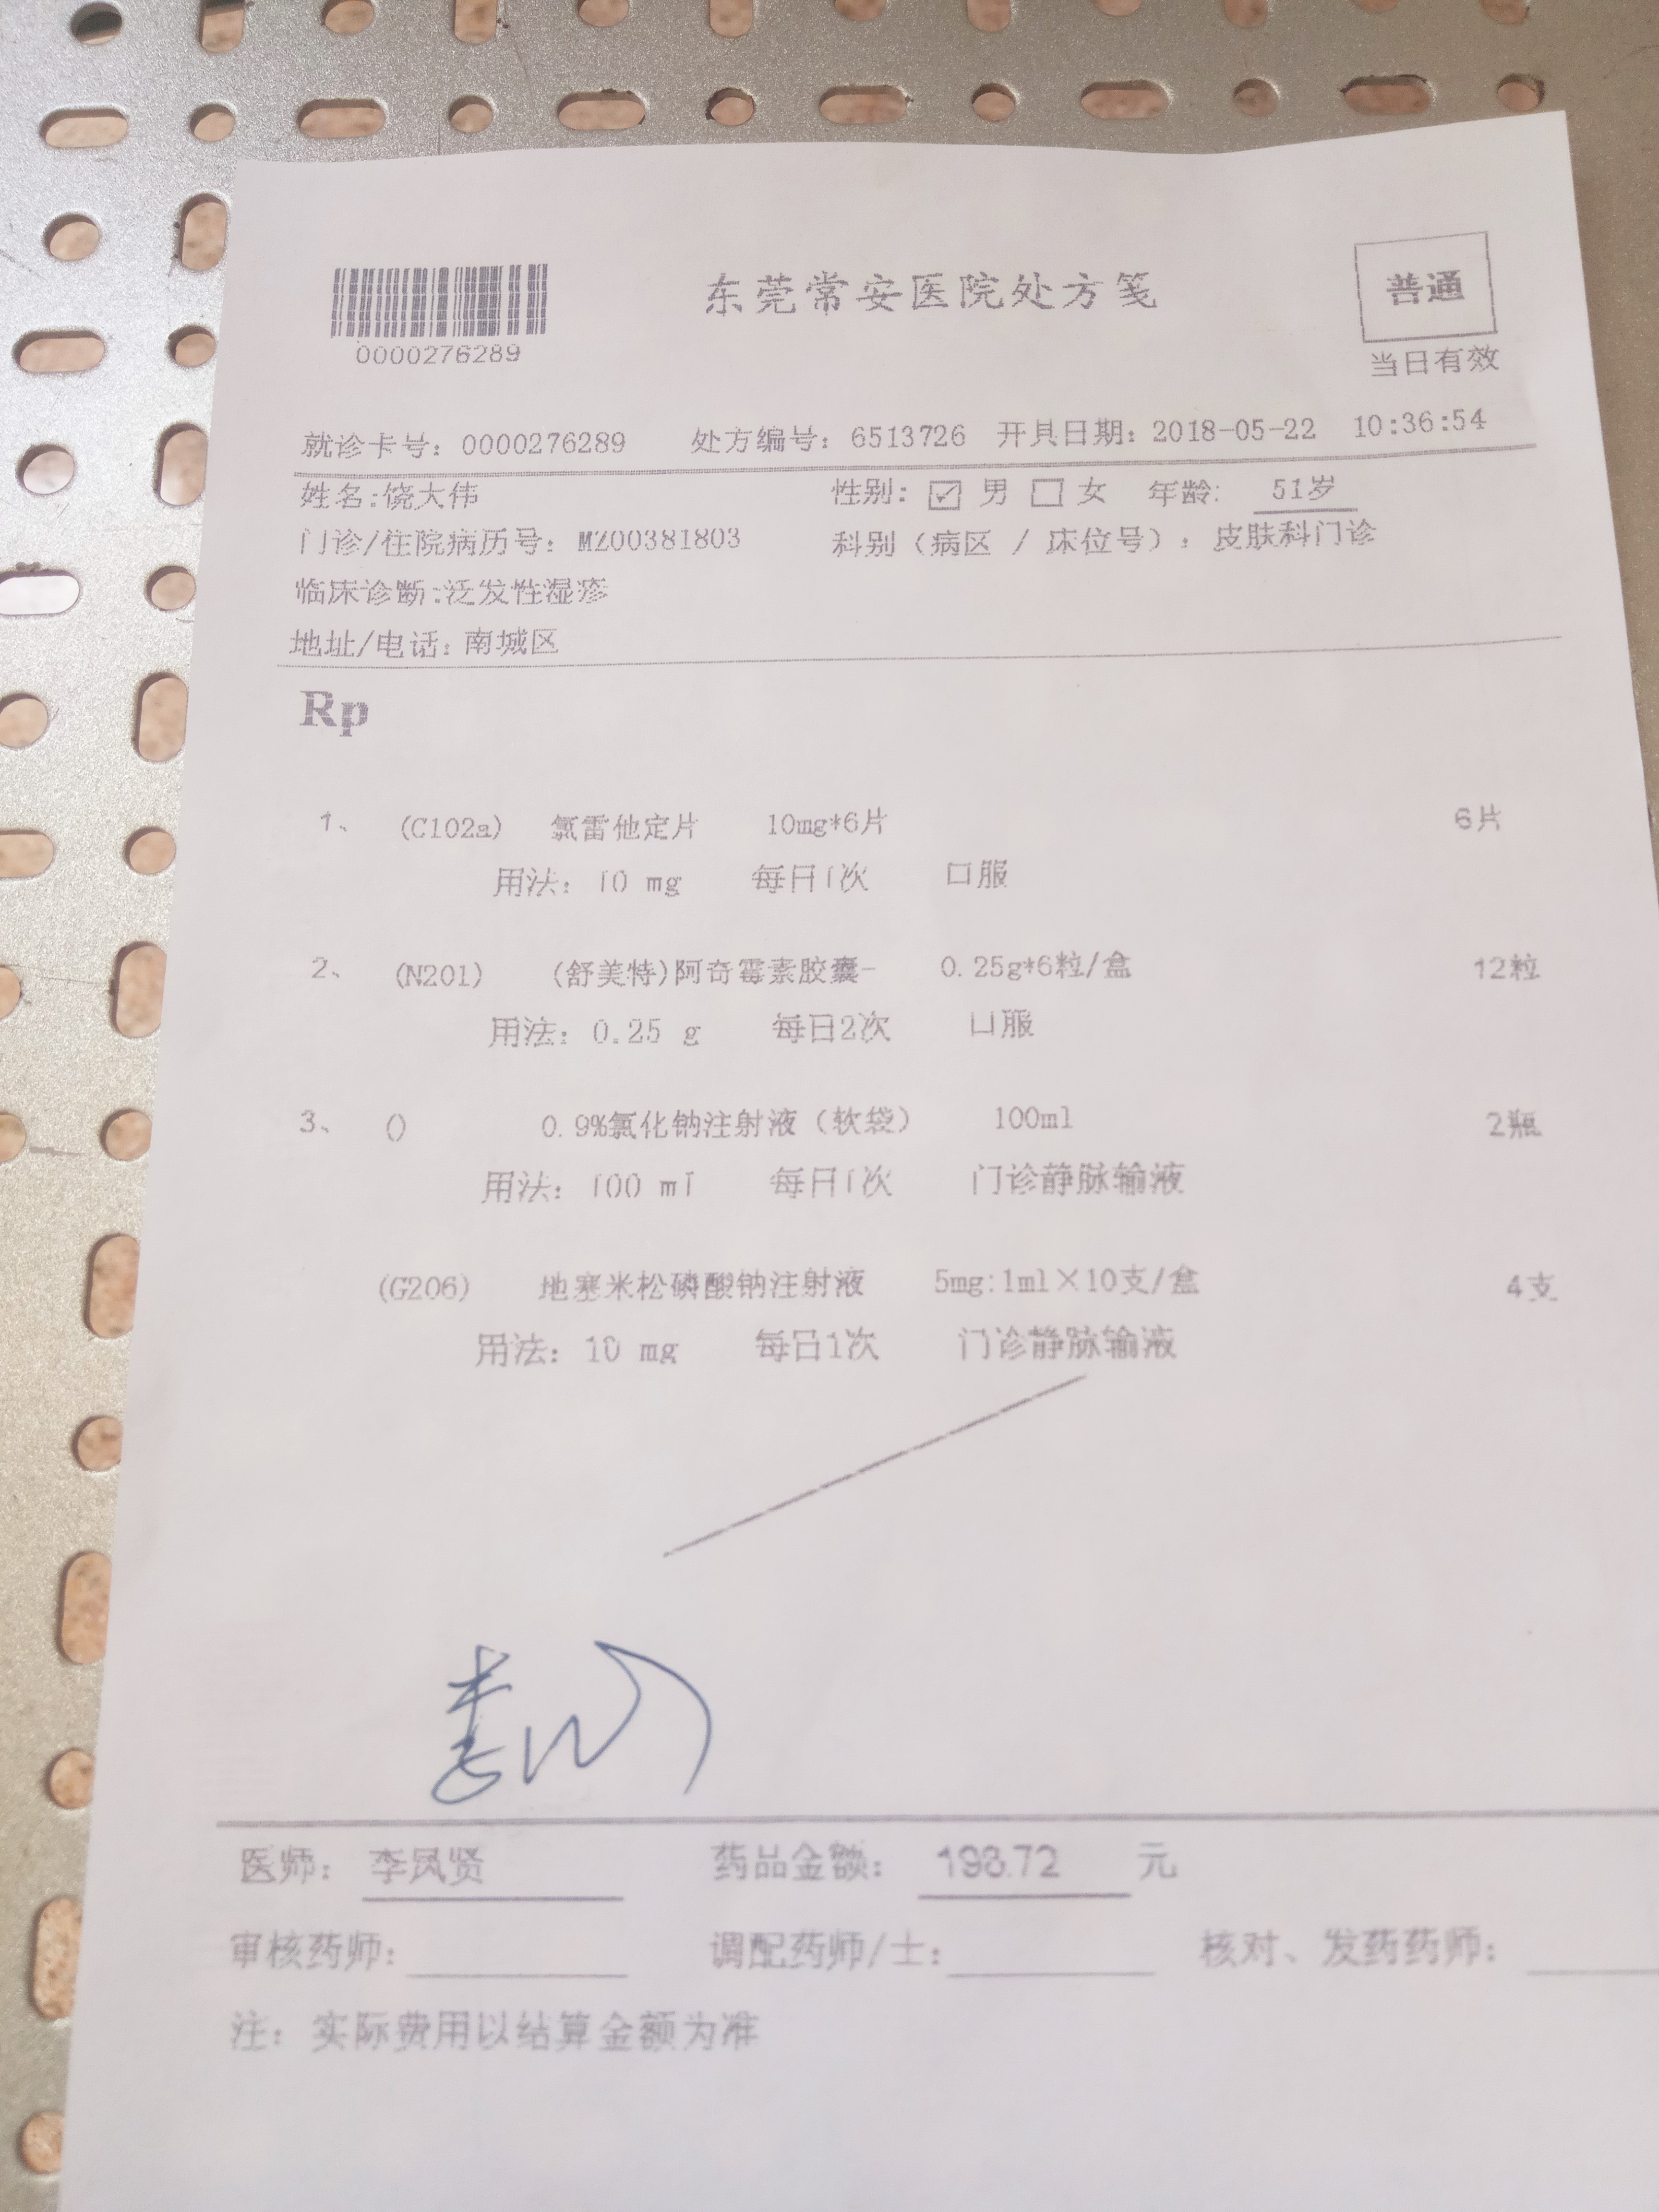 东莞常安医院处方笺
普通
0000276289
当日有效
就诊卡号：0000276289 处方编号：6513726 开具日期：2018-05-22 10:36:54
姓名:饶大伟 性别：☑ 男 □ 女 年龄: 51岁
门诊/住院病历号：MZ00381803 科别（病区 / 床位号）：皮肤科门诊
临床诊断:泛发性湿疹
地址/电话：南城区
Rp
1、 (C102a) 氯雷他定片 10mg*6片 6片
用法：10 mg 每日1次 口服
2、 (N201) (舒美特)阿奇霉素胶囊- 0.25g*6粒/盒 12粒
用法：0.25 g 每日2次 口服
3、 () 0.9%氯化钠注射液（软袋） 100ml 2瓶
用法：100 ml 每日1次 门诊静脉输液
(G206) 地塞米松磷酸钠注射液 5mg:1ml×10支/盒 4支
用法：10 mg 每日1次 门诊静脉输液
医师：李凤贤 药品金额：198.72 元
审核药师： 调配药师/士： 核对、发药药师：
注：实际费用以结算金额为准